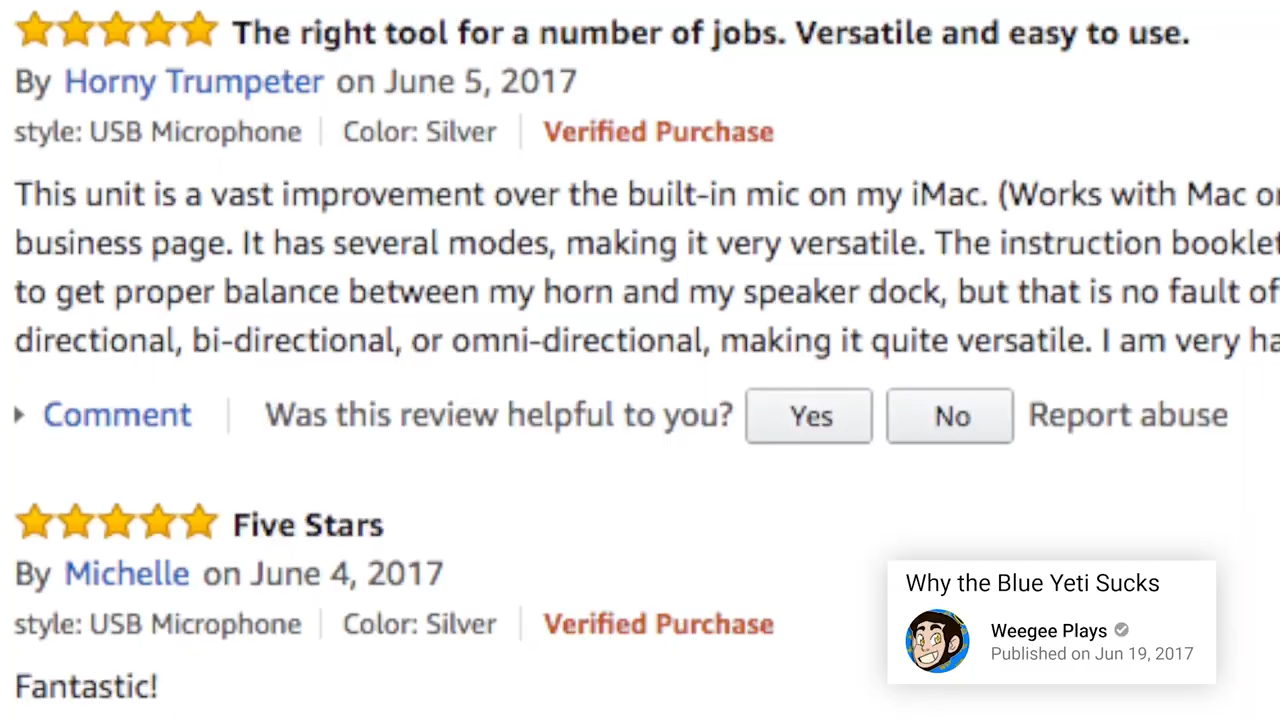 The right tool for a number of jobs. Versatile and easy to use.
By Horny Trumpeter on June 5, 2017
style: USB Microphone Color: Silver Verified Purchase
This unit is a vast improvement over the built-in mic on my iMac. (Works with Mac or
business page. It has several modes, making it very versatile. The instruction booklet
to get proper balance between my horn and my speaker dock, but that is no fault of
directional, bi-directional, or omni-directional, making it quite versatile. I am very
Comment Was this review helpful to you? Yes No Report abuse
Five Stars
By Michelle on June 4, 2017
style: USB Microphone Color: Silver Verified Purchase
Fantastic!
Why the Blue Yeti Sucks
Weegee Plays
Published on Jun 19, 2017